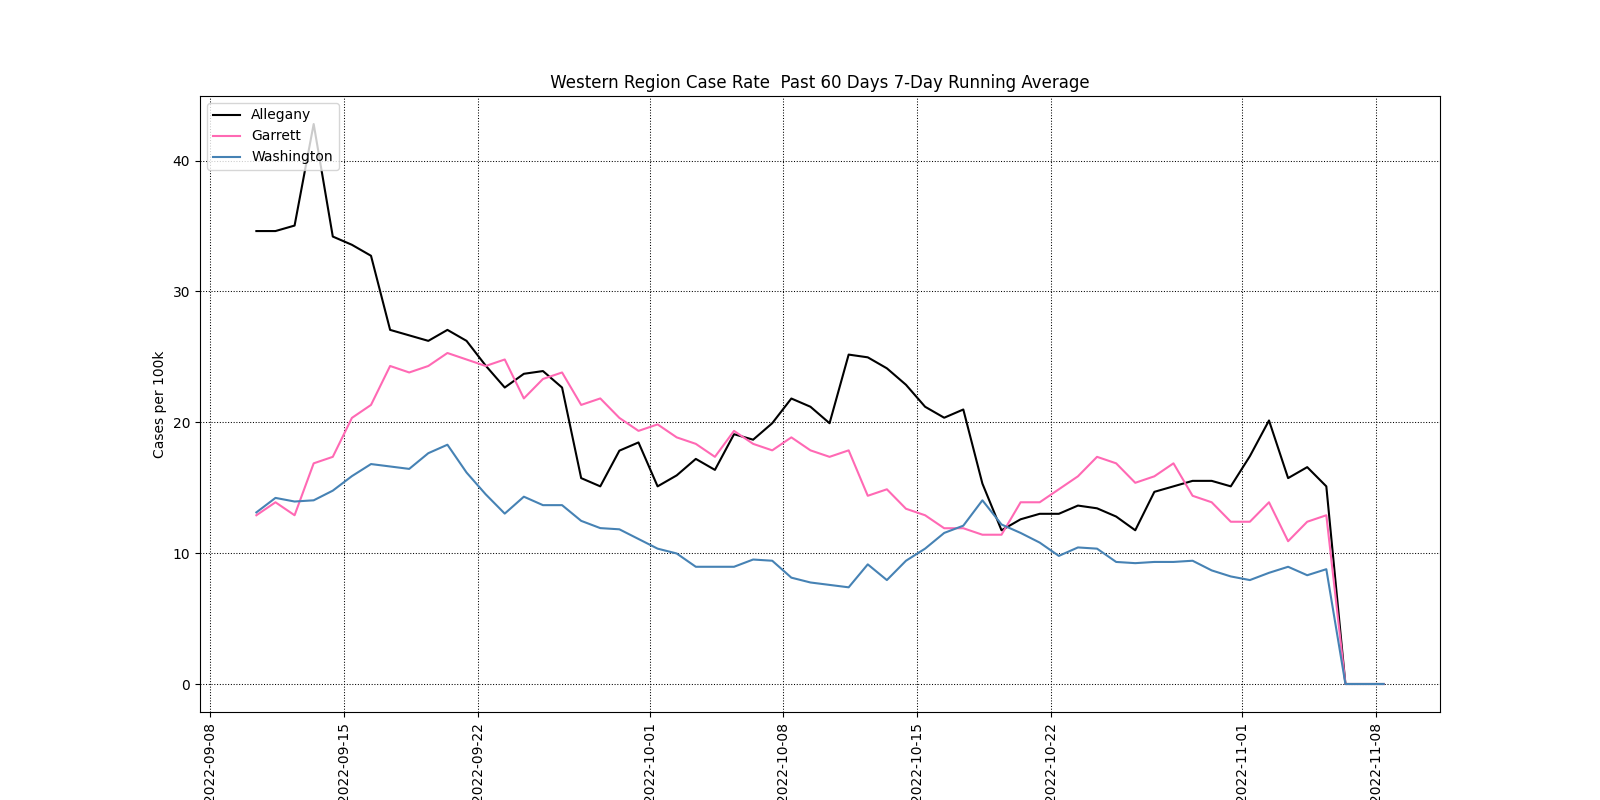 Western Region Case Rate  Past 60 Days 7-Day Running Average
Allegany
Garrett
Washington
Cases per 100k
40
30
20
10
0
2022-09-08
2022-09-15
2022-09-22
2022-10-01
2022-10-08
2022-10-15
2022-10-22
2022-11-01
2022-11-08